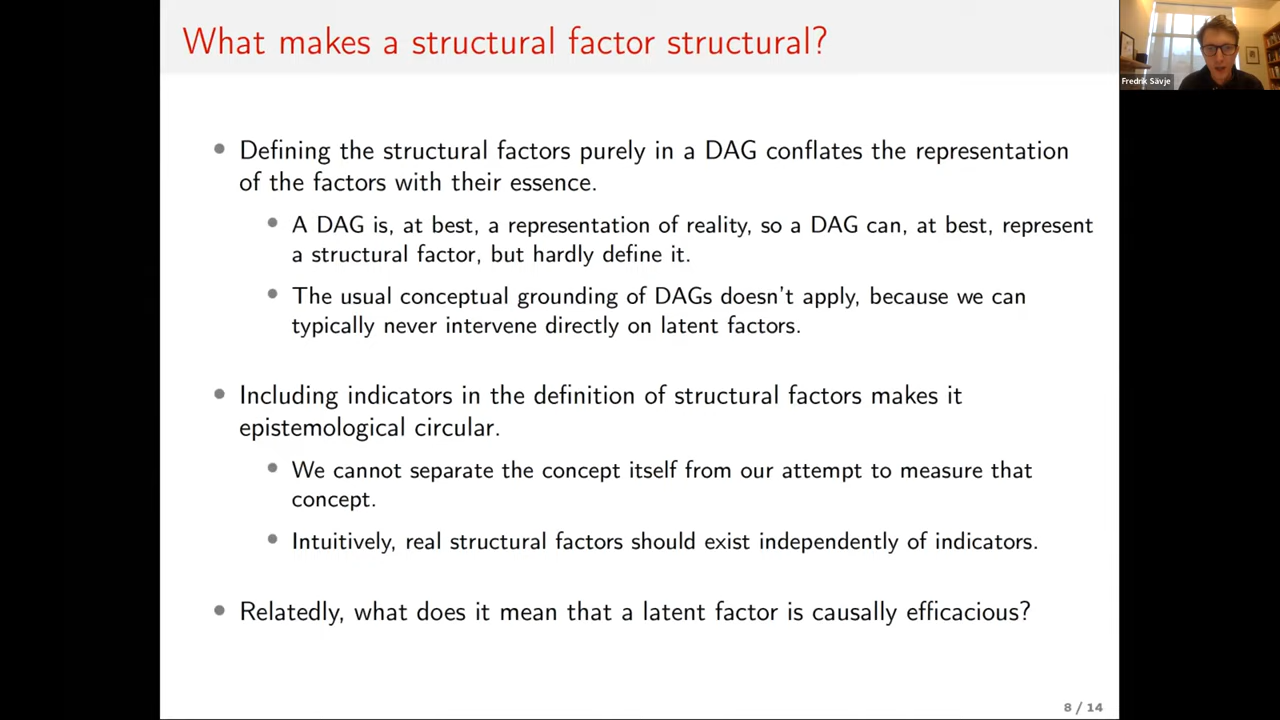 What makes a structural factor structural?
Fredrik Sävje
Defining the structural factors purely in a DAG conflates the representation
of the factors with their essence.
A DAG is, at best, a representation of reality, so a DAG can, at best, represent
a structural factor, but hardly define it.
The usual conceptual grounding of DAGs doesn't apply, because we can
typically never intervene directly on latent factors.
Including indicators in the definition of structural factors makes it
epistemological circular.
We cannot separate the concept itself from our attempt to measure that
concept.
Intuitively, real structural factors should exist independently of indicators.
Relatedly, what does it mean that a latent factor is causally efficacious?
8 / 14